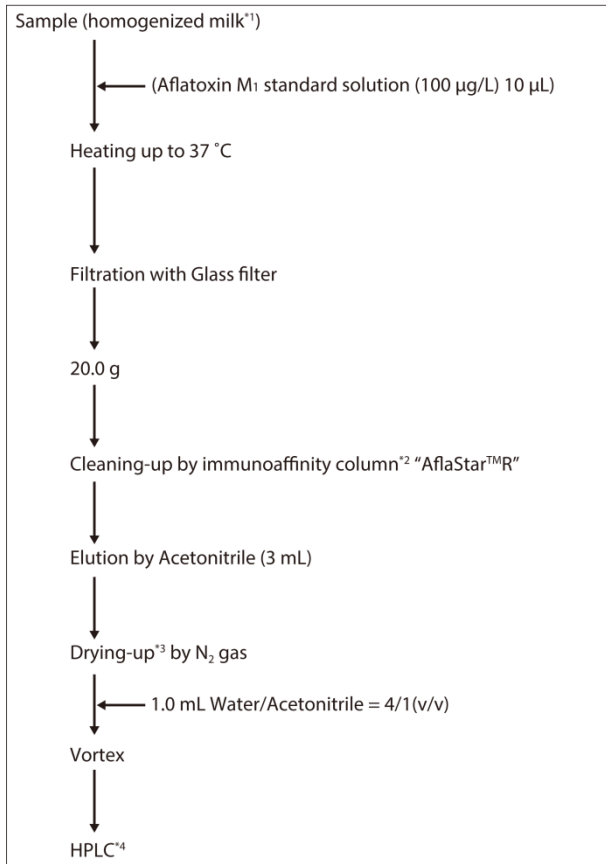 Sample (homogenized milk*1)
(Aflatoxin M1 standard solution (100 μg/L) 10 μL)
Heating up to 37 ˚C
Filtration with Glass filter
20.0 g
Cleaning-up by immunoaffinity column*2 “AflaStar™R”
Elution by Acetonitrile (3 mL)
Drying-up*3 by N2 gas
1.0 mL Water/Acetonitrile = 4/1(v/v)
Vortex
HPLC*4